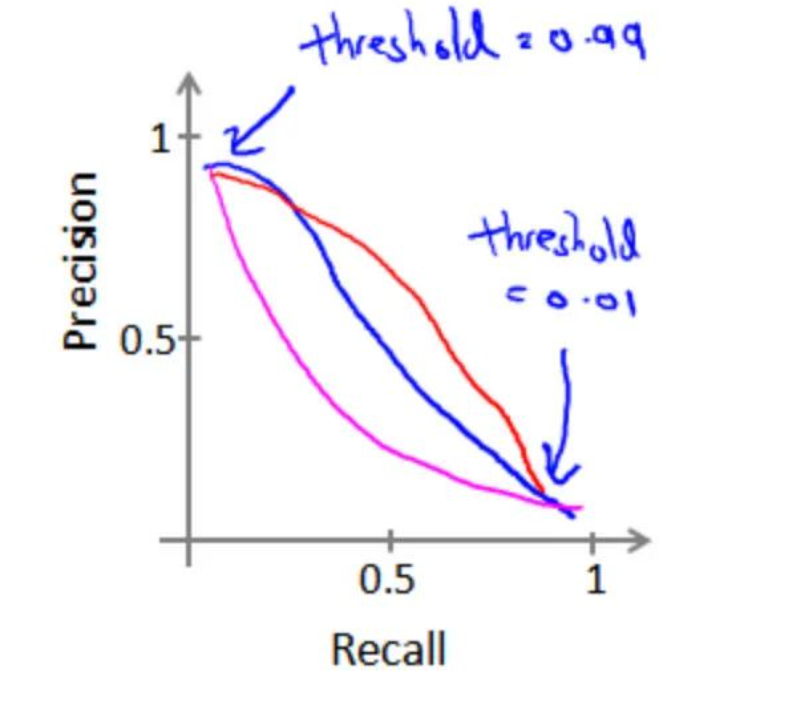 threshold = 0.99
1
Precision
threshold
= 0.01
0.5
0.5
1
Recall